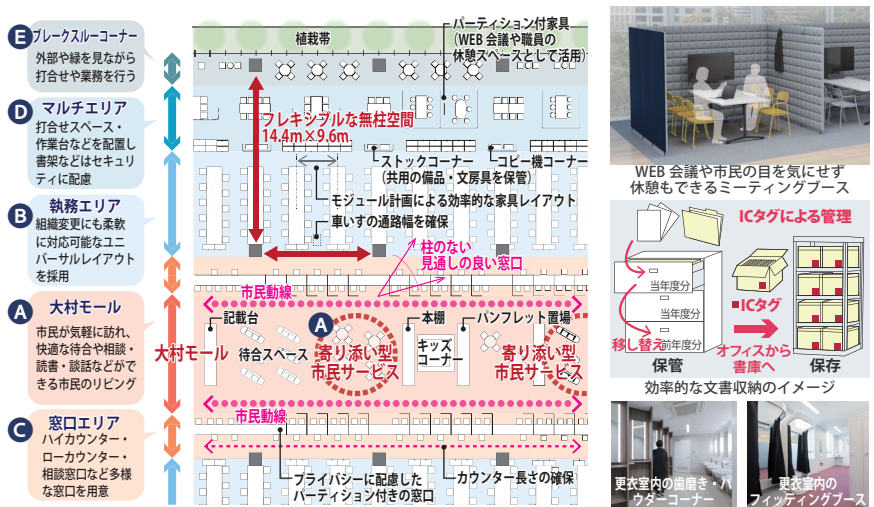 E
ブレークスルーコーナー
外部や緑を見ながら
打合せや業務を行う
D
マルチエリア
打合せスペース・
作業台などを配置し
書架などはセキュリ
ティに配慮
B
執務エリア
組織変更にも柔軟
に対応可能なユニ
バーサルレイアウト
を採用
A
大村モール
市民が気軽に訪れ、
快適な待合や相談・
読書・談話などがで
きる市民のリビング
C
窓口エリア
ハイカウンター・
ローカウンター・
相談窓口など多様
な窓口を用意
植栽帯
パーティション付家具
(WEB 会議や職員の
休憩スペースとして活用)
フレキシブルな無柱空間
14.4m×9.6m
ストックコーナー
(共用の備品・文房具を保管)
コピー機コーナー
モジュール計画による効率的な家具レイアウト
車いすの通路幅を確保
柱のない
見通しの良い窓口
市民動線
記載台
A
本棚
パンフレット置場
大村モール
待合スペース
寄り添い型
市民サービス
キッズ
コーナー
寄り添い型
市民サービス
市民動線
プライバシーに配慮した
パーティション付きの窓口
カウンター長さの確保
WEB 会議や市民の目を気にせず
休憩もできるミーティングブース
ICタグによる管理
当年度分
当年度分
前年度分
ICタグ
移し替え
オフィスから
書庫へ
保管
保存
効率的な文書収納のイメージ
更衣室内の歯磨き・パ
ウダーコーナー
更衣室内の
フィッティングブース